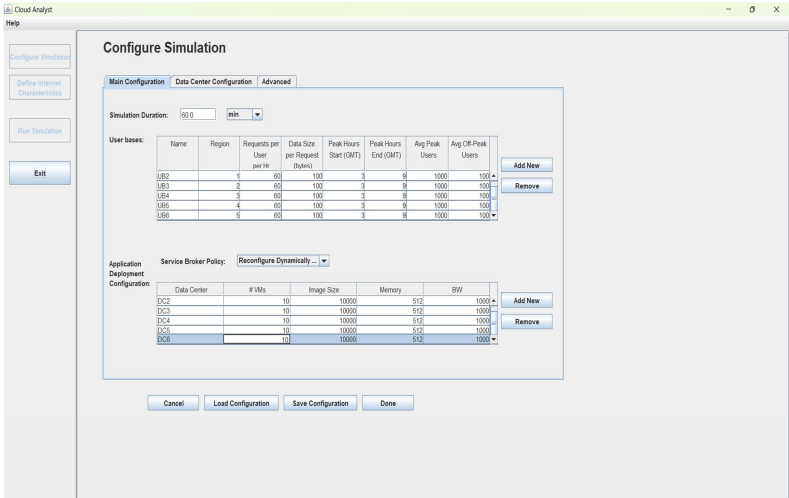 Cloud Analyst
Help
Configure Simulation
Configure Simulation
Define Internet
Characteristics
Run Simulation
Exit
Main Configuration Data Center Configuration Advanced
Simulation Duration: 60.0 min
User bases:
Name Region Requests per User per Hr Data Size per Request (bytes) Peak Hours Start (GMT) Peak Hours End (GMT) Avg Peak Users Avg Off-Peak Users
UB2 1 60 100 3 9 1000 100
UB3 2 60 100 3 9 1000 100
UB4 3 60 100 3 9 1000 100
UB5 4 60 100 3 9 1000 100
UB6 5 60 100 3 9 1000 100
Add New
Remove
Application
Deployment
Configuration:
Service Broker Policy: Reconfigure Dynamically ...
Data Center # VMs Image Size Memory BW
DC2 10 10000 512 1000
DC3 10 10000 512 1000
DC4 10 10000 512 1000
DC5 10 10000 512 1000
DC6 10 10000 512 1000
Add New
Remove
Cancel Load Configuration Save Configuration Done